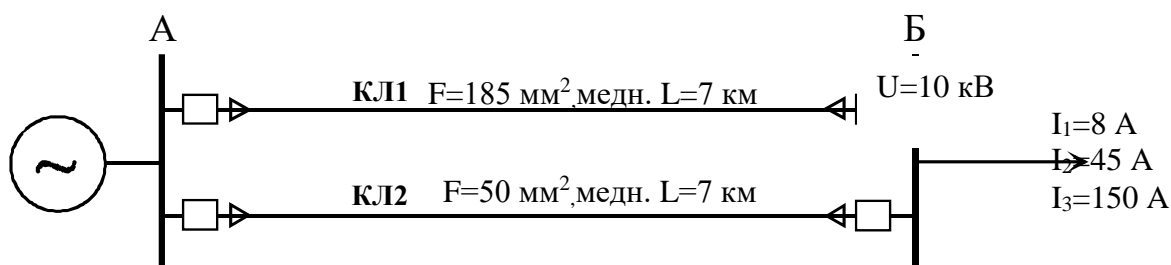 А
Б
КЛ1 F=185 мм²,медн. L=7 км
U=10 кВ
I₁=8 А
I₂=45 А
I₃=150 А
КЛ2 F=50 мм²,медн. L=7 км
~